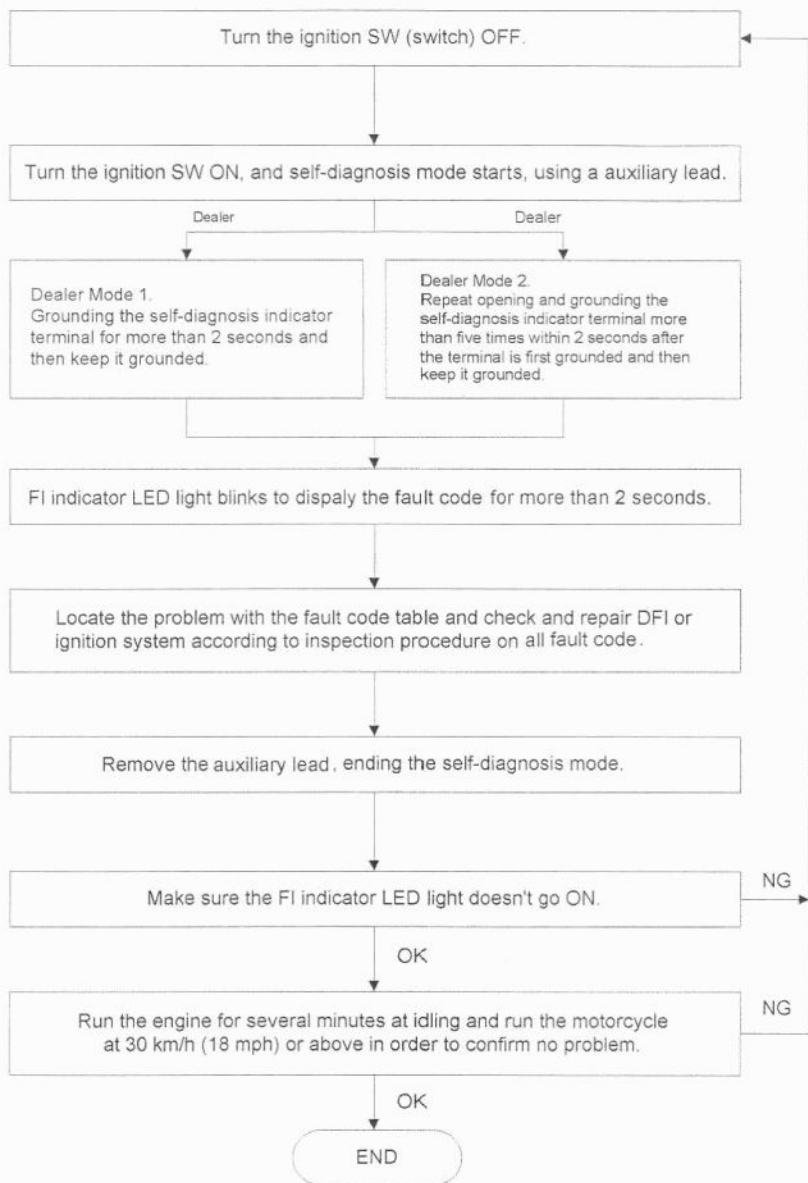 Turn the ignition SW (switch) OFF.
Turn the ignition SW ON, and self-diagnosis mode starts, using a auxiliary lead.
Dealer
Dealer
Dealer Mode 1.
Grounding the self-diagnosis indicator
terminal for more than 2 seconds and
then keep it grounded.
Dealer Mode 2.
Repeat opening and grounding the
self-diagnosis indicator terminal more
than five times within 2 seconds after
the terminal is first grounded and then
keep it grounded.
FI indicator LED light blinks to dispaly the fault code for more than 2 seconds.
Locate the problem with the fault code table and check and repair DFI or
ignition system according to inspection procedure on all fault code.
Remove the auxiliary lead, ending the self-diagnosis mode.
Make sure the FI indicator LED light doesn't go ON.
NG
OK
Run the engine for several minutes at idling and run the motorcycle
at 30 km/h (18 mph) or above in order to confirm no problem.
NG
OK
END